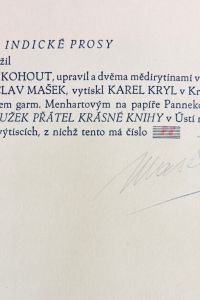 INDICKÉ PROSY
žil
KOHOUT, upravil a dvěma mědirytinami v
LAV MAŠEK, vytiskl KAREL KRYL v Kr
em garm. Menhartovým na papíře Panneko
UŽEK PŘÁTEL KRÁSNÉ KNIHY v Ústí n
výtiscích, z nichž tento má číslo